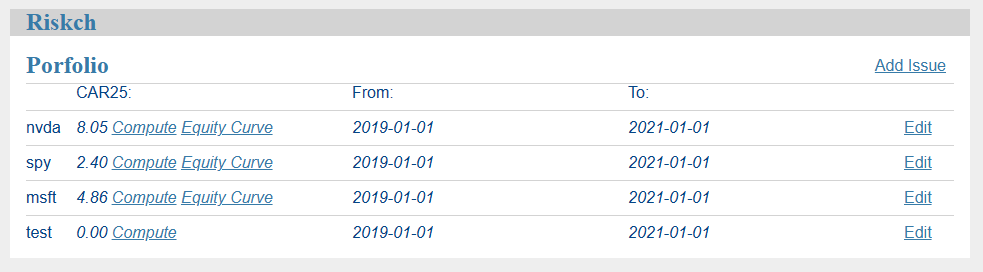 Riskch
Porfolio Add Issue
CAR25: From: To:
nvda 8.05 Compute Equity Curve 2019-01-01 2021-01-01 Edit
spy 2.40 Compute Equity Curve 2019-01-01 2021-01-01 Edit
msft 4.86 Compute Equity Curve 2019-01-01 2021-01-01 Edit
test 0.00 Compute 2019-01-01 2021-01-01 Edit